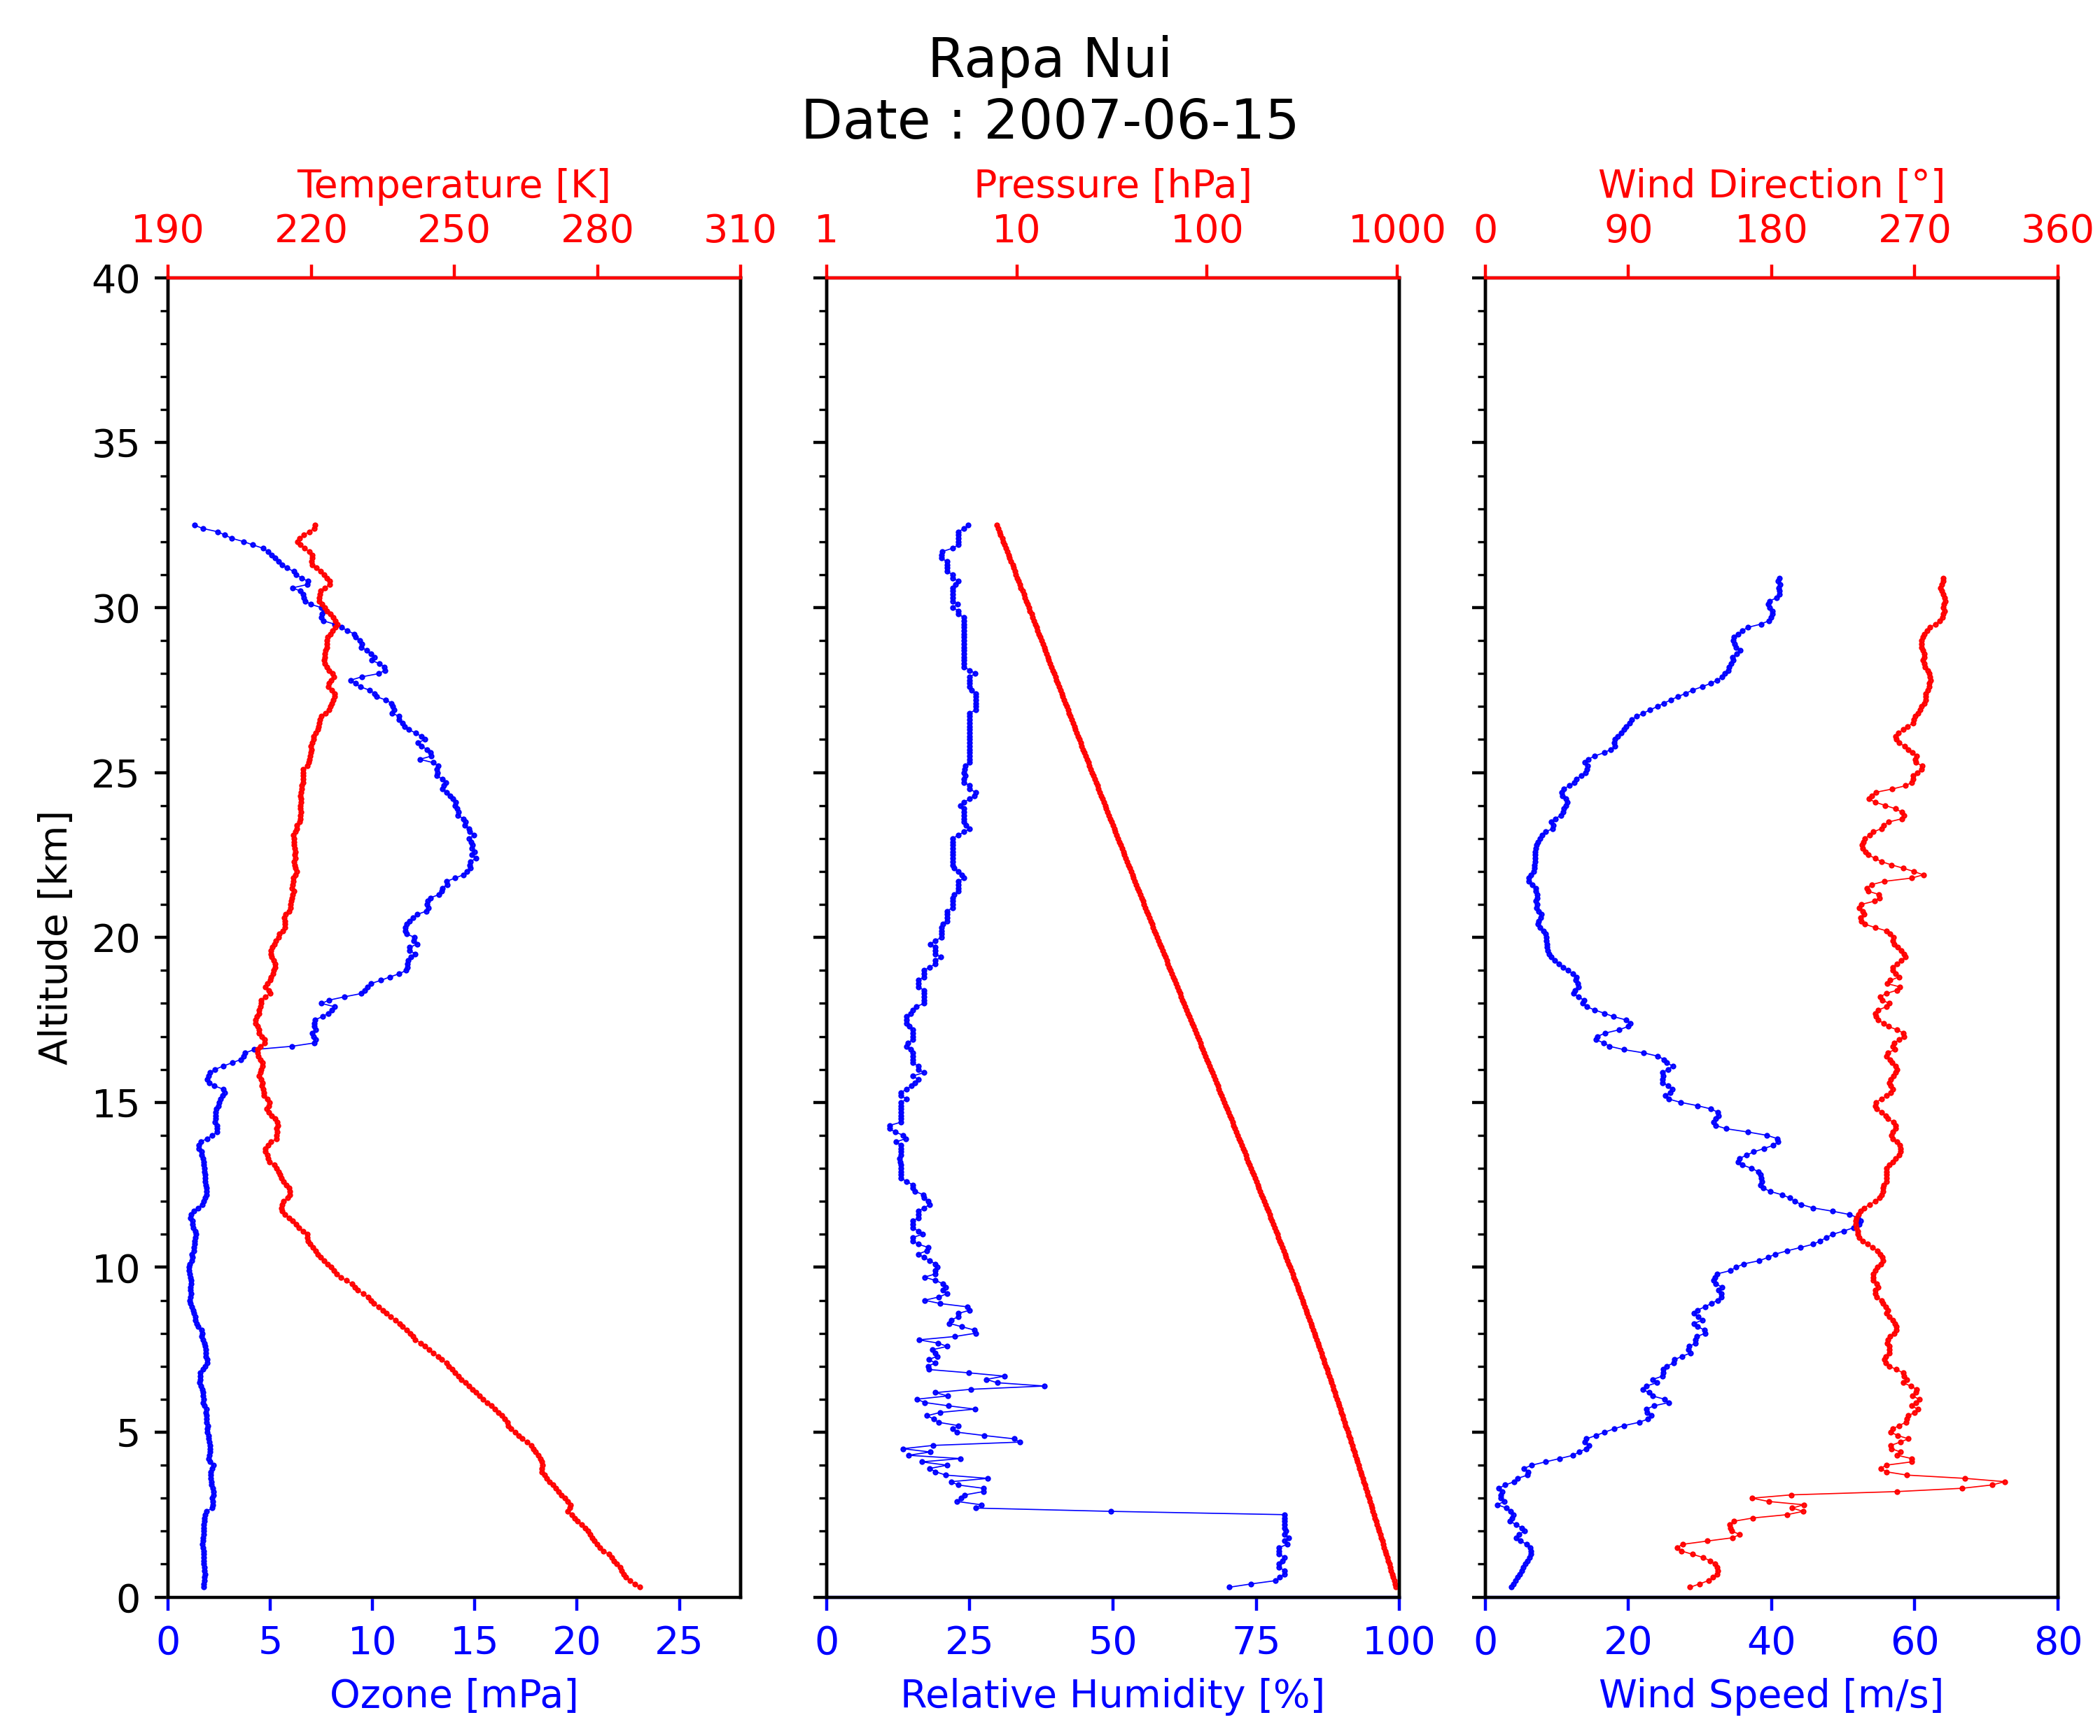 Rapa Nui
Date : 2007-06-15
Temperature [K] Pressure [hPa] Wind Direction [°]
190 220 250 280 310 1 10 100 1000 0 90 180 270 360
40
35
30
25
20
15
10
5
0
Altitude [km]
0 5 10 15 20 25 0 25 50 75 100 0 20 40 60 80
Ozone [mPa] Relative Humidity [%] Wind Speed [m/s]